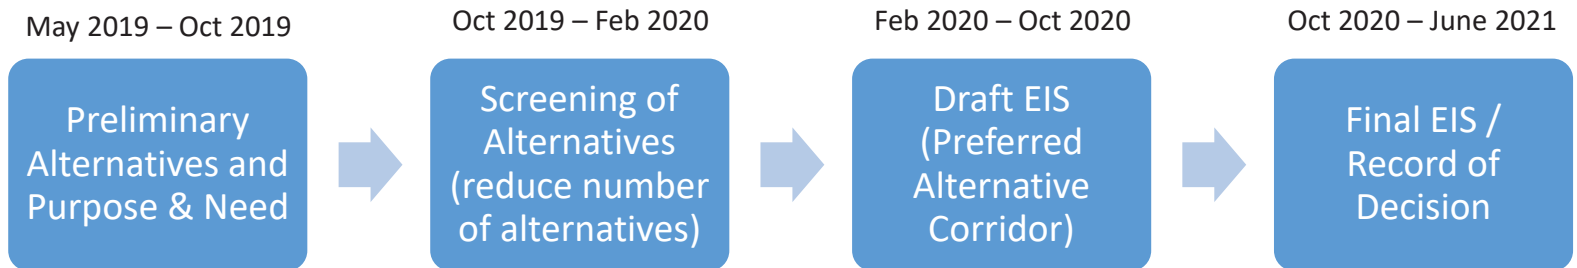 May 2019 – Oct 2019
Preliminary
Alternatives and
Purpose & Need
Oct 2019 – Feb 2020
Screening of
Alternatives
(reduce number
of alternatives)
Feb 2020 – Oct 2020
Draft EIS
(Preferred
Alternative
Corridor)
Oct 2020 – June 2021
Final EIS /
Record of
Decision